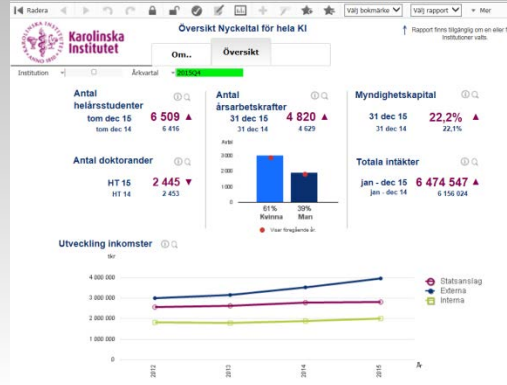 Radera
Välj bokmärke
Välj rapport
Mer
Karolinska
Institutet
Översikt Nyckeltal för hela KI
Rapport finns tillgänglig om en eller f
institutioner valts.
Om..
Översikt
Institution
Årkvartal
2015Q4
Antal
helårsstudenter
tom dec 15 6 509
tom dec 14 6 416
Antal
årsarbetskrafter
31 dec 15 4 820
31 dec 14 4 629
Antal
3 000
2 000
1 000
0
61% 39%
Kvinna Man
Visar föregående år.
Myndighetskapital
31 dec 15 22,2%
31 dec 14 22,1%
Antal doktorander
HT 15 2 445
HT 14 2 453
Totala intäkter
jan - dec 15 6 474 547
jan - dec 14 6 156 024
Utveckling inkomster
tkr
4 000 000
3 000 000
2 000 000
1 000 000
0
2012 2013 2014 2015
År
Statsanslag
Externa
Interna